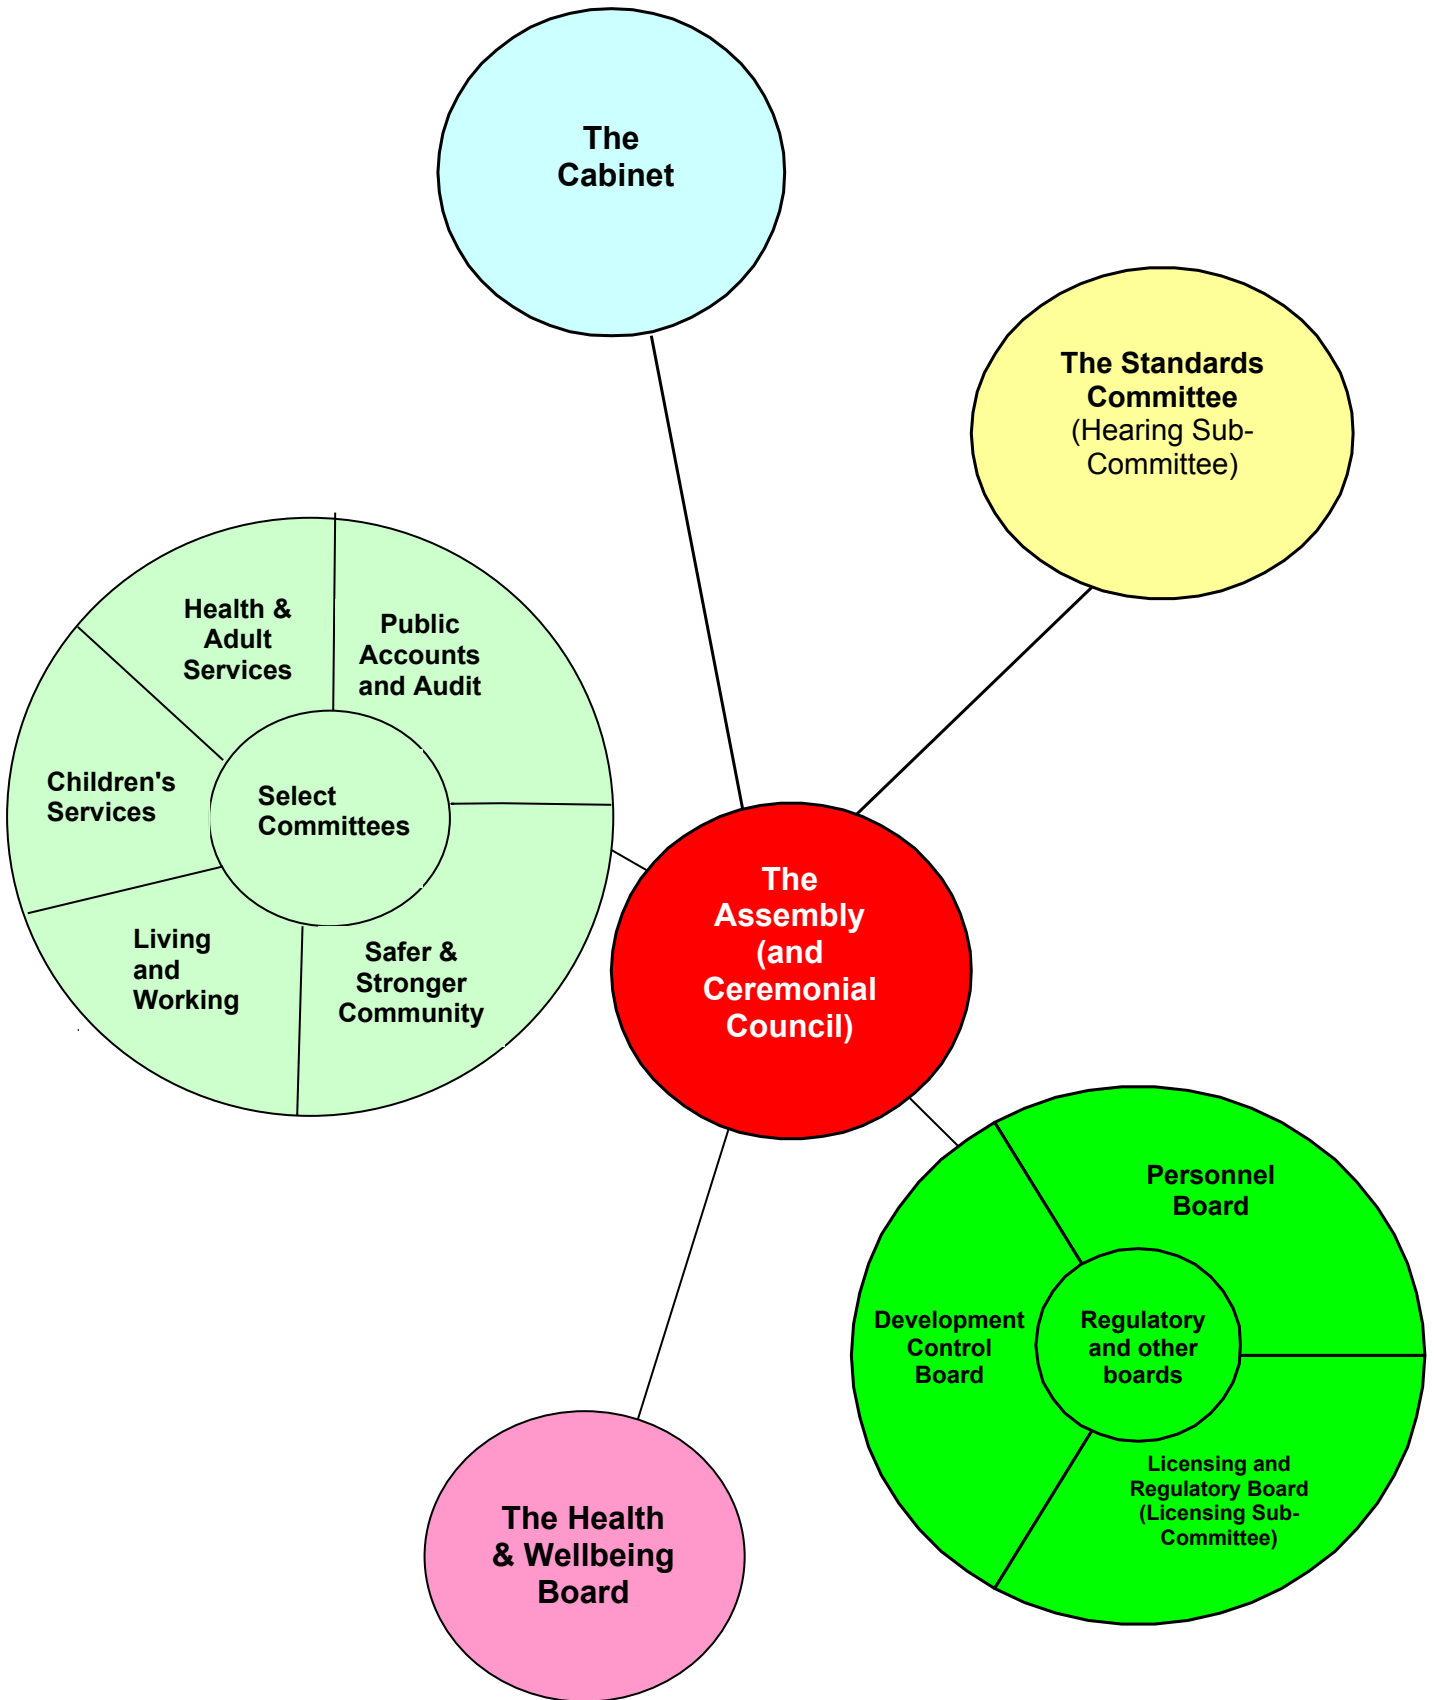 The
Cabinet
The Standards
Committee
(Hearing Sub-
Committee)
Health &
Adult
Services
Public
Accounts
and Audit
Children's
Services
Select
Committees
Living
and
Working
Safer &
Stronger
Community
The
Assembly
(and
Ceremonial
Council)
Personnel
Board
Development
Control
Board
Regulatory
and other
boards
Licensing and
Regulatory Board
(Licensing Sub-
Committee)
The Health
& Wellbeing
Board